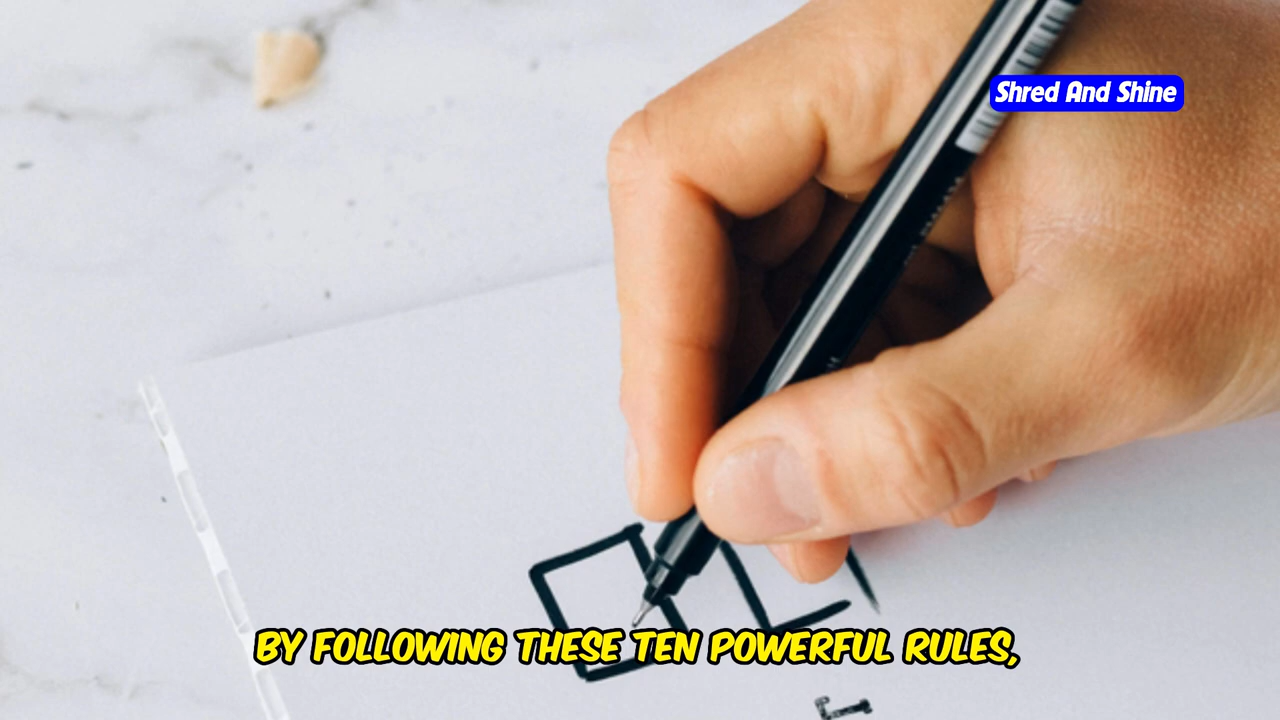 Shred And Shine
BY FOLLOWING THESE TEN POWERFUL RULES,